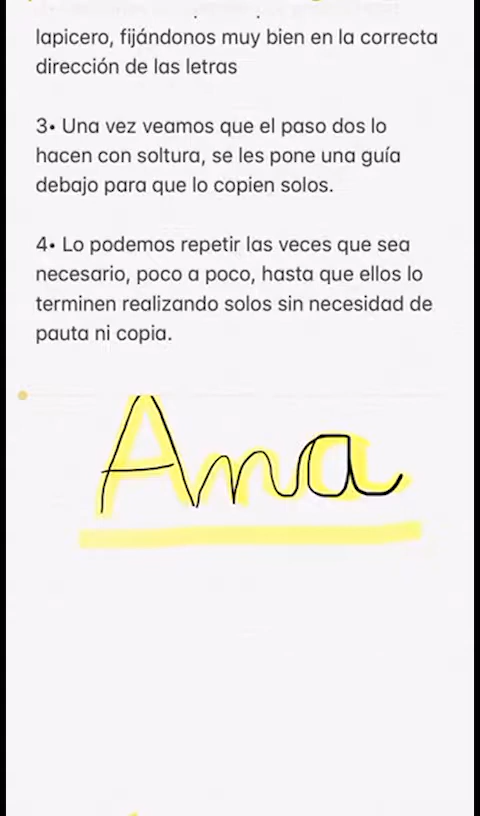 lapicero, fijándonos muy bien en la correcta
dirección de las letras
3• Una vez veamos que el paso dos lo
hacen con soltura, se les pone una guía
debajo para que lo copien solos.
4• Lo podemos repetir las veces que sea
necesario, poco a poco, hasta que ellos lo
terminen realizando solos sin necesidad de
pauta ni copia.
Ana